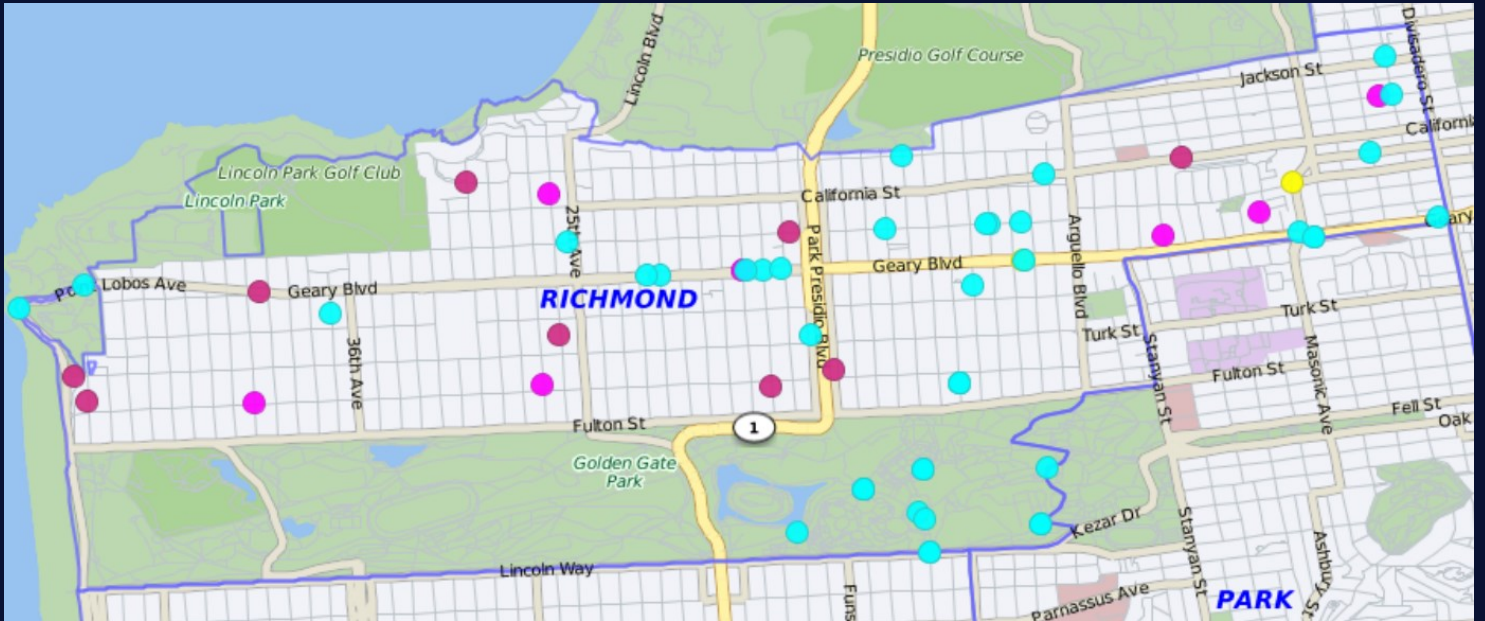 Lincoln Blvd
Presidio Golf Course
Divisadero St
Jackson St
California
Lincoln Park Golf Club
Lincoln Park
25th Ave
California St
Park Presidio Blvd
Arguello Blvd
Geary Blvd
Lobos Ave
Geary Blvd
RICHMOND
Turk St
Turk St
36th Ave
Stanyan St
Masonic Ave
Fulton St
Fell St
Oak
Fulton St
1
Golden Gate
Park
Kezar Dr
Stanyan St
Ashbury St
Lincoln Way
Funs
Parnassus Ave
PARK